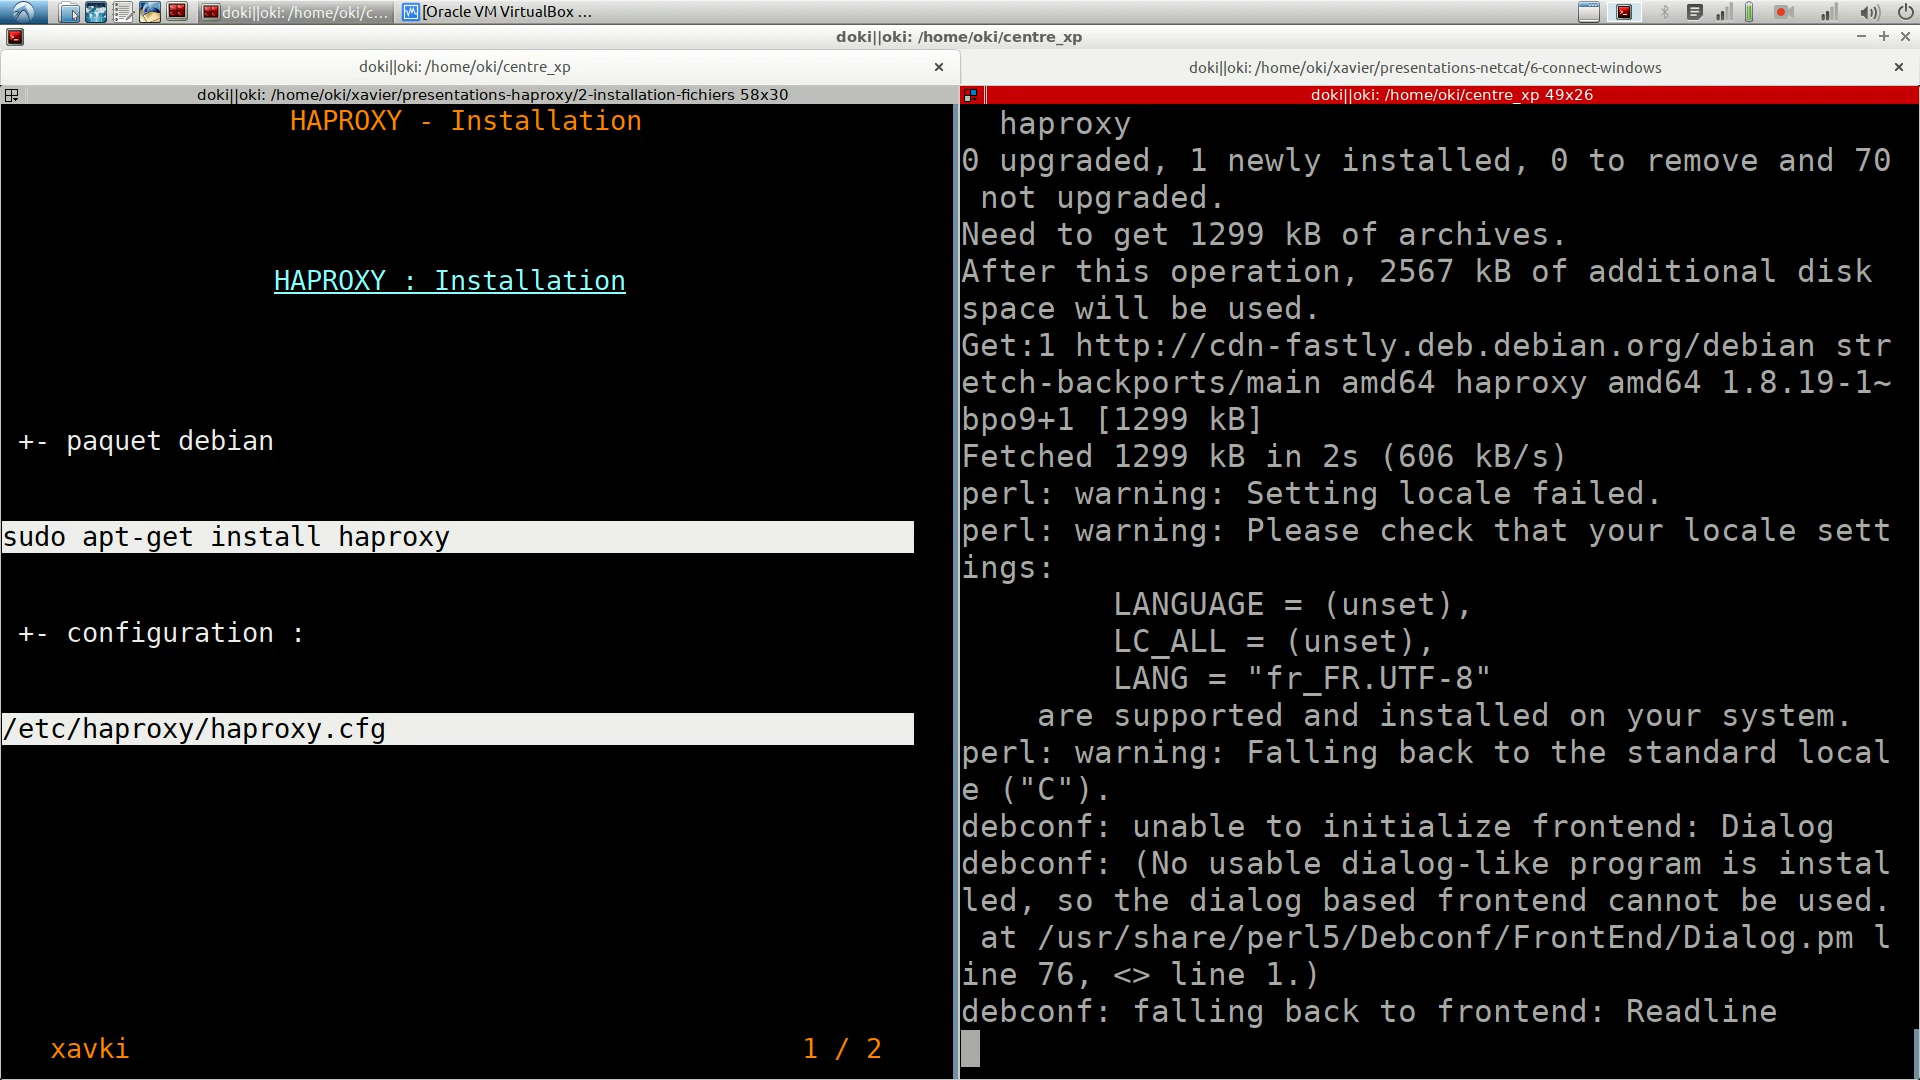 doki||oki: /home/oki/c...
[Oracle VM VirtualBox ...
doki||oki: /home/oki/centre_xp
doki||oki: /home/oki/centre_xp
doki||oki: /home/oki/xavier/presentations-netcat/6-connect-windows
doki||oki: /home/oki/xavier/presentations-haproxy/2-installation-fichiers 58x30
HAPROXY - Installation
HAPROXY : Installation
+- paquet debian
sudo apt-get install haproxy
+- configuration :
/etc/haproxy/haproxy.cfg
xavki
1 / 2
doki||oki: /home/oki/centre_xp 49x26
haproxy
0 upgraded, 1 newly installed, 0 to remove and 70
not upgraded.
Need to get 1299 kB of archives.
After this operation, 2567 kB of additional disk
space will be used.
Get:1 http://cdn-fastly.deb.debian.org/debian str
etch-backports/main amd64 haproxy amd64 1.8.19-1~
bpo9+1 [1299 kB]
Fetched 1299 kB in 2s (606 kB/s)
perl: warning: Setting locale failed.
perl: warning: Please check that your locale sett
ings:
LANGUAGE = (unset),
LC_ALL = (unset),
LANG = "fr_FR.UTF-8"
are supported and installed on your system.
perl: warning: Falling back to the standard local
e ("C").
debconf: unable to initialize frontend: Dialog
debconf: (No usable dialog-like program is instal
led, so the dialog based frontend cannot be used.
at /usr/share/perl5/Debconf/FrontEnd/Dialog.pm l
ine 76, <> line 1.)
debconf: falling back to frontend: Readline